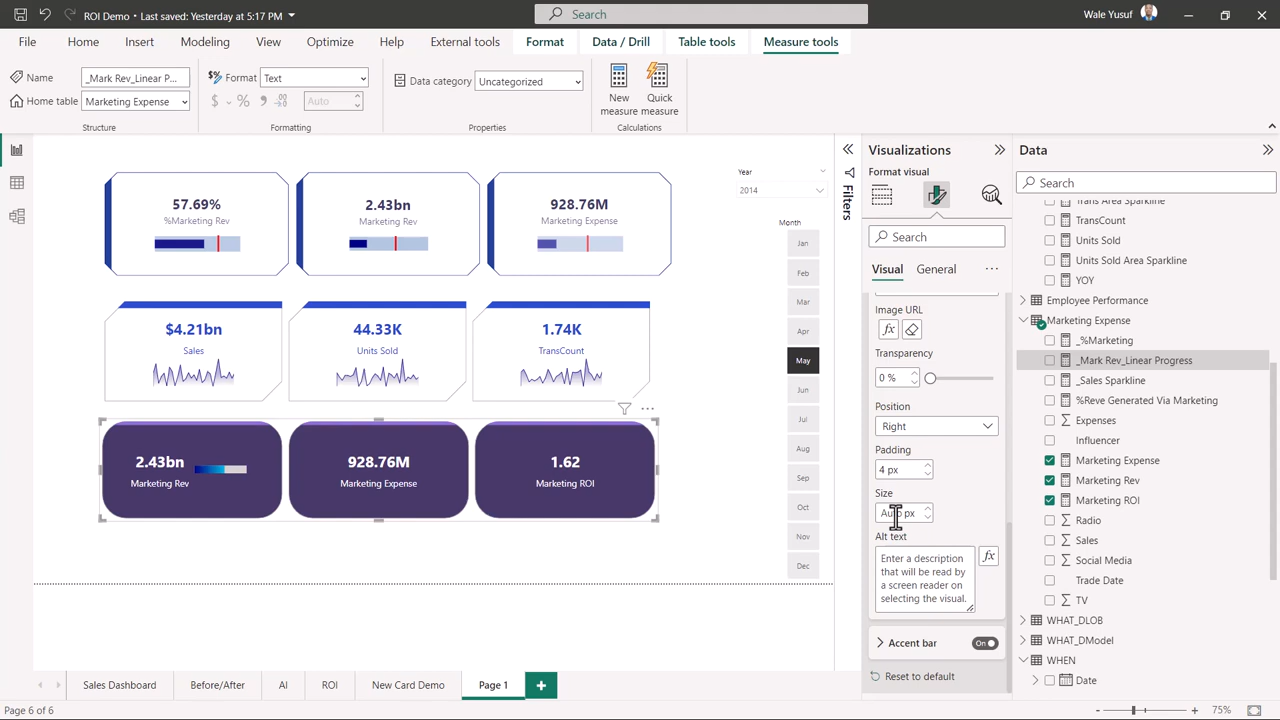 ROI Demo • Last saved: Yesterday at 5:17 PM
Search
Wale Yusuf
File Home Insert Modeling View Optimize Help External tools Format Data / Drill Table tools Measure tools
Name _Mark Rev_Linear P...
Home table Marketing Expense
Structure
Format Text
$ % Auto
Formatting
Data category Uncategorized
Properties
New measure
Quick measure
Calculations
57.69%
%Marketing Rev
2.43bn
Marketing Rev
928.76M
Marketing Expense
$4.21bn
Sales
44.33K
Units Sold
1.74K
TransCount
2.43bn
Marketing Rev
928.76M
Marketing Expense
1.62
Marketing ROI
Year
2014
Month
Jan
Feb
Mar
Apr
May
Jun
Jul
Aug
Sep
Oct
Nov
Dec
Filters
Visualizations
Format visual
Search
Visual General
Image URL
fx
Transparency
0 %
Position
Right
Padding
4 px
Size
Auto px
Alt text
Enter a description
that will be read by
a screen reader on
selecting the visual.
fx
Accent bar On
Reset to default
Data
Search
Trans Area Sparkline
TransCount
Units Sold
Units Sold Area Sparkline
YOY
Employee Performance
Marketing Expense
_%Marketing
_Mark Rev_Linear Progress
_Sales Sparkline
%Reve Generated Via Marketing
Expenses
Influencer
Marketing Expense
Marketing Rev
Marketing ROI
Radio
Sales
Social Media
Trade Date
TV
WHAT_DLOB
WHAT_DModel
WHEN
Date
Sales Dashboard Before/After AI ROI New Card Demo Page 1 +
Page 6 of 6
- + 75%